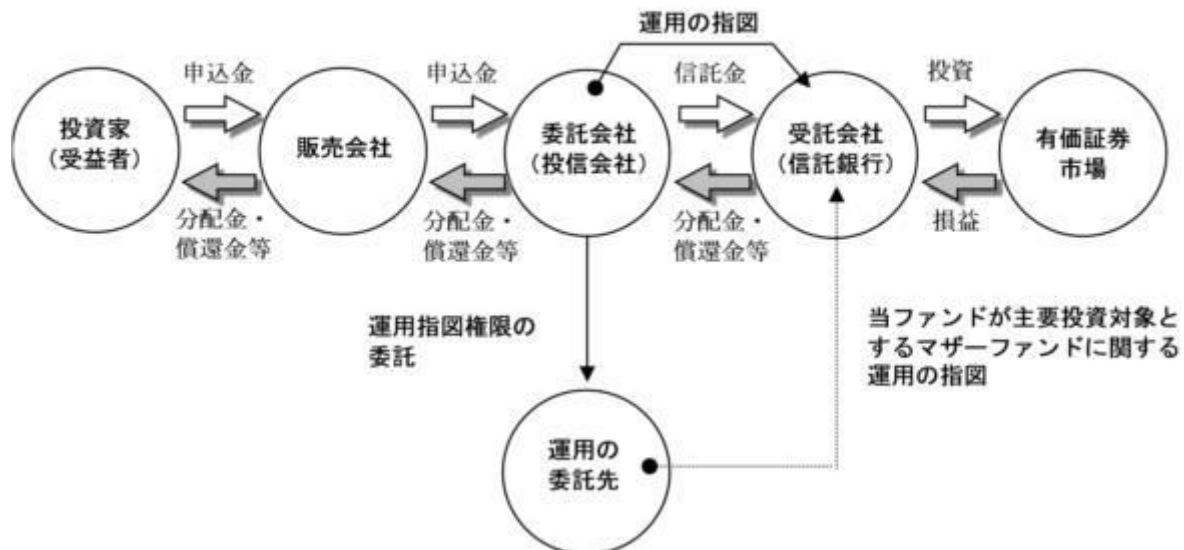 運用の指図
申込金
申込金
信託金
投資
投資家
（受益者）
販売会社
委託会社
（投信会社）
受託会社
（信託銀行）
有価証券
市場
分配金・
償還金等
分配金・
償還金等
分配金・
償還金等
損益
運用指図権限の
委託
当ファンドが主要投資対象と
するマザーファンドに関する
運用の指図
運用の
委託先